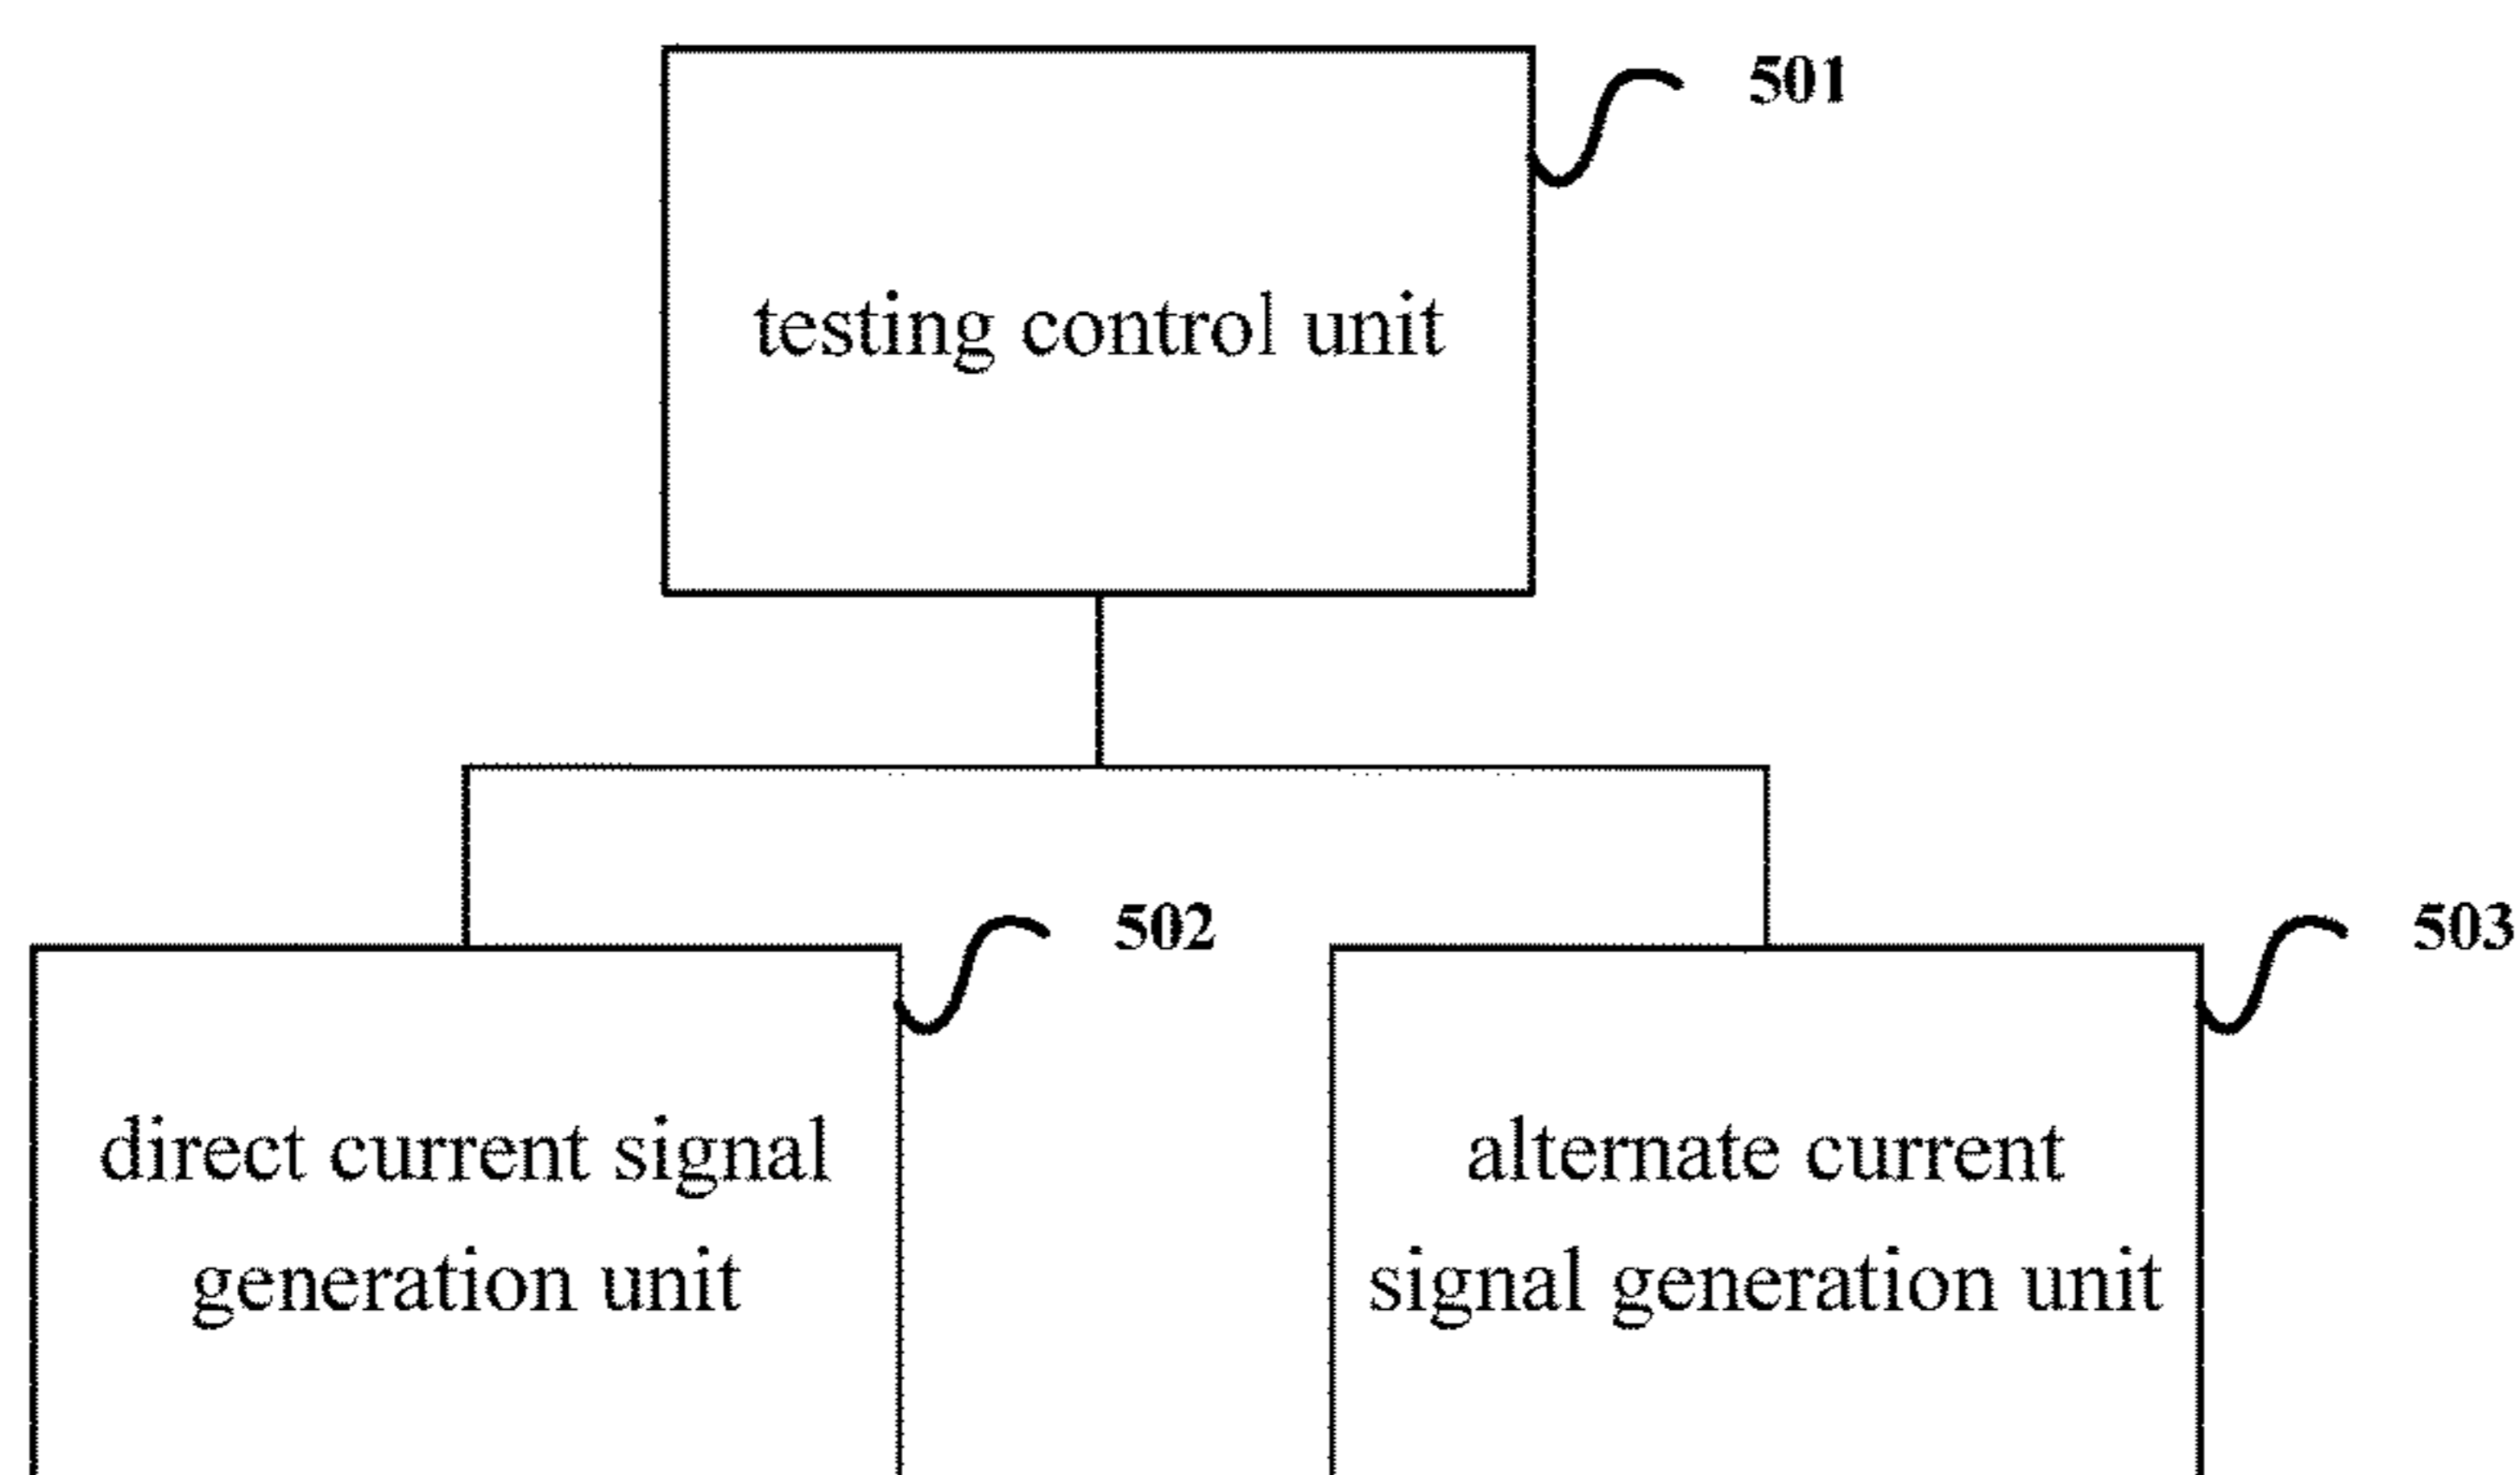 501
testing control unit
502
503
direct current signal
generation unit
alternate current
signal generation unit